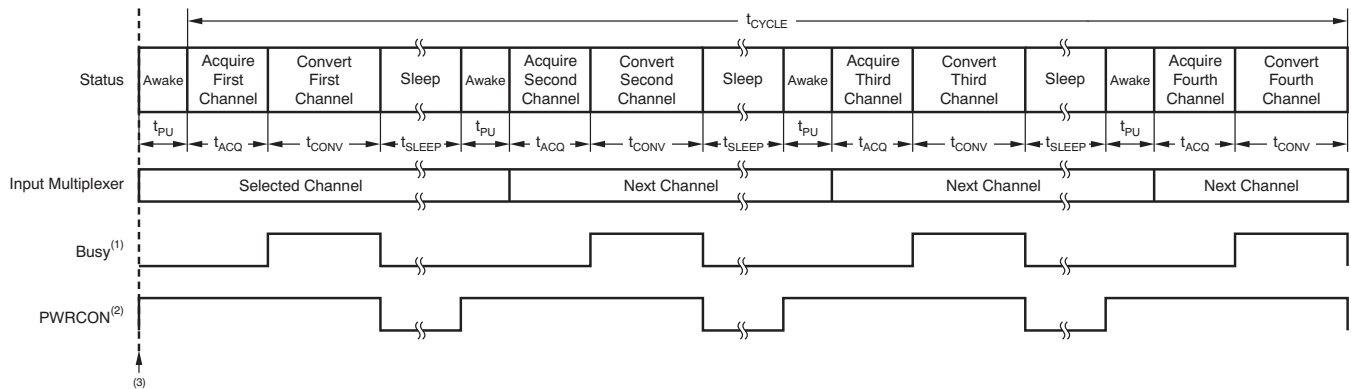 tCYCLE
Status
Awake
Acquire
First
Channel
Convert
First
Channel
Sleep
Awake
Acquire
Second
Channel
Convert
Second
Channel
Sleep
Awake
Acquire
Third
Channel
Convert
Third
Channel
Sleep
Awake
Acquire
Fourth
Channel
Convert
Fourth
Channel
tPU tACQ tCONV tSLEEP tPU tACQ tCONV tSLEEP tPU tACQ tCONV tSLEEP tPU tACQ tCONV
Input Multiplexer Selected Channel Next Channel Next Channel Next Channel
Busy(1)
PWRCON(2)
(3)